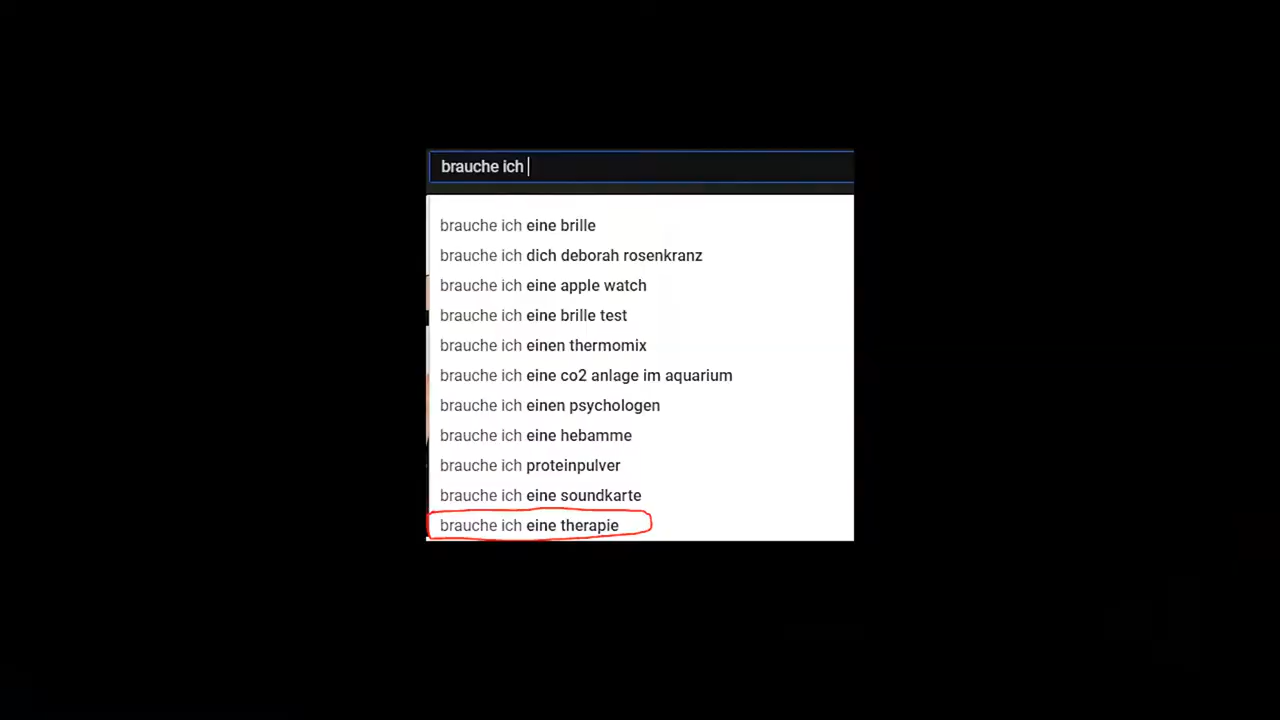 brauche ich
brauche ich eine brille
brauche ich dich deborah rosenkranz
brauche ich eine apple watch
brauche ich eine brille test
brauche ich einen thermomix
brauche ich eine co2 anlage im aquarium
brauche ich einen psychologen
brauche ich eine hebamme
brauche ich proteinpulver
brauche ich eine soundkarte
brauche ich eine therapie